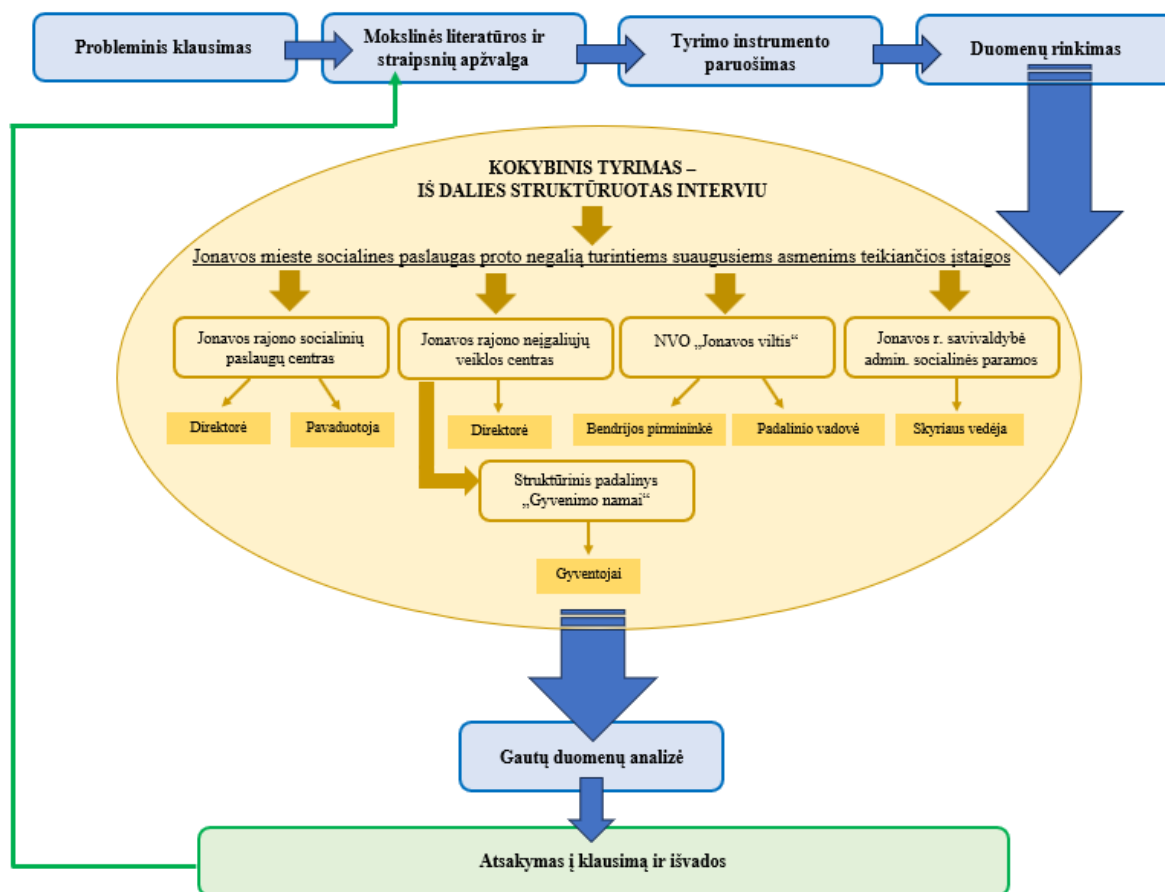 Probleminis klausimas
Mokslinės literatūros ir
straipsnių apžvalga
Tyrimo instrumento
paruošimas
Duomenų rinkimas
KOKYBINIS TYRIMAS –
IŠ DALIES STRUKTŪRUOTAS INTERVIU
Jonavos mieste socialines paslaugas proto negalią turintiems suaugusiems asmenims teikiančios įstaigos
Jonavos rajono socialinių
paslaugų centras
Jonavos rajono neįgaliųjų
veiklos centras
NVO „Jonavos viltis“
Jonavos r. savivaldybė
admin. socialinės paramos
Direktorė
Pavaduotoja
Direktorė
Bendrijos pirmininkė
Padalinio vadovė
Skyriaus vedėja
Struktūrinis padalinys
„Gyvenimo namai“
Gyventojai
Gautų duomenų analizė
Atsakymas į klausimą ir išvados